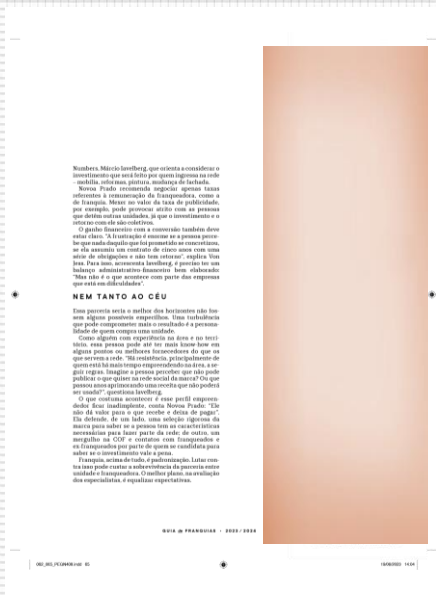 Numbers, Márcio Iavelberg, que orienta a considerar o
investimento que será feito por quem ingressa na rede
– mobília, reformas, pintura, mudança de fachada.
Novoa Prado recomenda negociar apenas taxas
referentes à remuneração da franqueadora, como a
de franquia. Mexer no valor da taxa de publicidade,
por exemplo, pode provocar atrito com as pessoas
que detêm outras unidades, já que o investimento e o
retorno com ele são coletivos.
O ganho financeiro com a conversão também deve
estar claro. “A frustração é enorme se a pessoa perce-
be que nada daquilo que foi prometido se concretizou,
se ela assumiu um contrato de cinco anos com uma
série de obrigações e não tem retorno”, explica Von
Jess. Para isso, acrescenta Iavelberg, é preciso ter um
balanço administrativo-financeiro bem elaborado:
“Mas não é o que acontece com parte das empresas
que está em dificuldades”.
NEM TANTO AO CÉU
Essa parceria seria o melhor dos horizontes não fos-
sem alguns possíveis empecilhos. Uma turbulência
que pode comprometer mais o resultado é a persona-
lidade de quem compra uma unidade.
Como alguém com experiência na área e no terri-
tório, essa pessoa pode até ter mais know-how em
alguns pontos ou melhores fornecedores do que os
que servem a rede. “Há resistência, principalmente de
quem está há mais tempo empreendendo na área, a se-
guir regras. Imagine a pessoa perceber que não pode
publicar o que quiser na rede social da marca? Ou que
passou anos aprimorando uma receita que não poderá
ser usada?”, questiona Iavelberg.
O que costuma acontecer é esse perfil empreen-
dedor ficar inadimplente, conta Novoa Prado: “Ele
não dá valor para o que recebe e deixa de pagar”.
Ela defende, de um lado, uma seleção rigorosa da
marca para saber se a pessoa tem as características
necessárias para fazer parte da rede; de outro, um
mergulho na COF e contatos com franqueados e
ex-franqueados por parte de quem se candidata para
saber se o investimento vale a pena.
Franquia, acima de tudo, é padronização. Lutar con-
tra isso pode custar a sobrevivência da parceria entre
unidade e franqueadora. O melhor plano, na avaliação
dos especialistas, é equalizar expectativas.
GUIA DE FRANQUIAS • 2025/2026